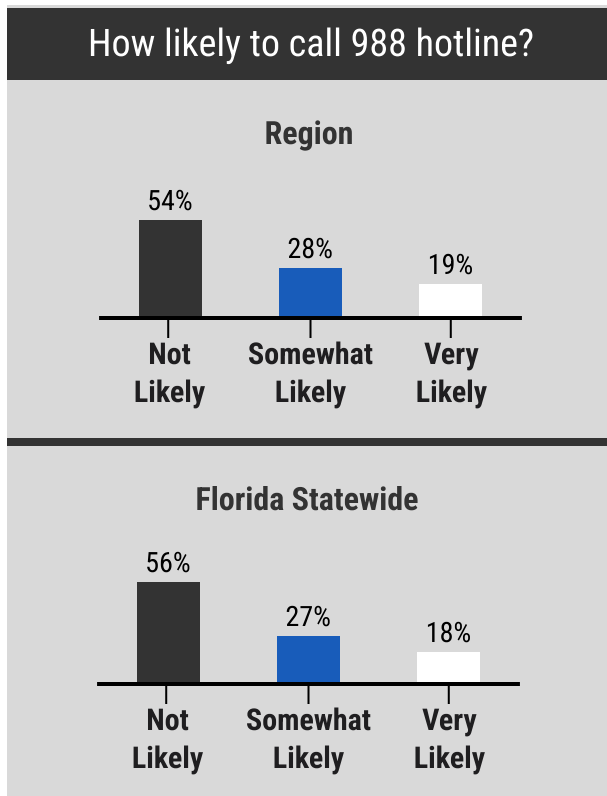 How likely to call 988 hotline?
Region
54%
28%
19%
Not
Likely
Somewhat
Likely
Very
Likely
Florida Statewide
56%
27%
18%
Not
Likely
Somewhat
Likely
Very
Likely